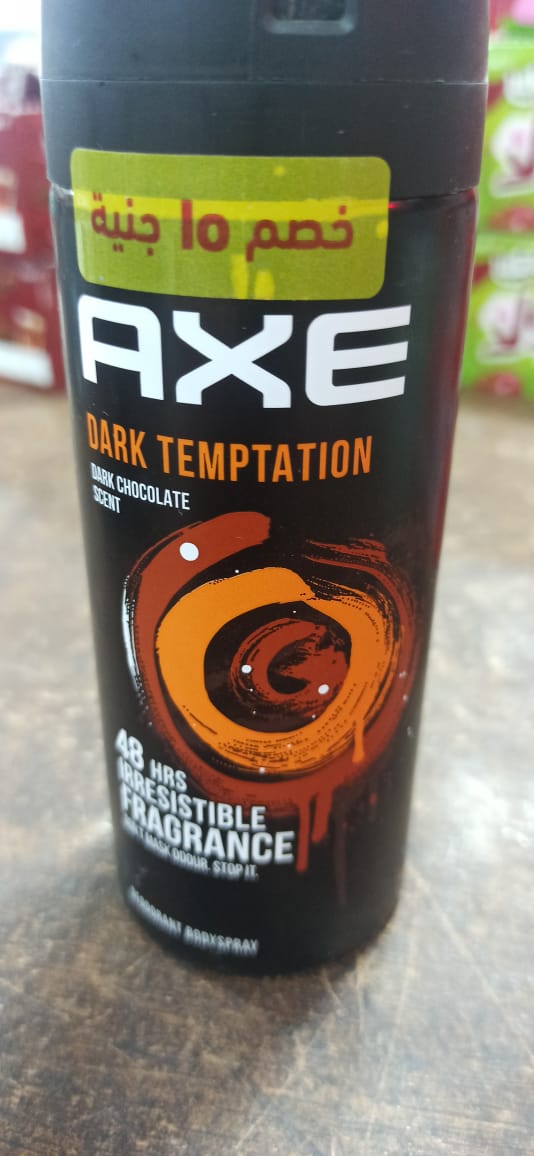 خصم 10 جنية
AXE
DARK TEMPTATION
DARK CHOCOLATE
SCENT
48 HRS
IRRESISTIBLE
FRAGRANCE
DON'T MASK ODOUR. STOP IT.
DEODORANT BODYSPRAY